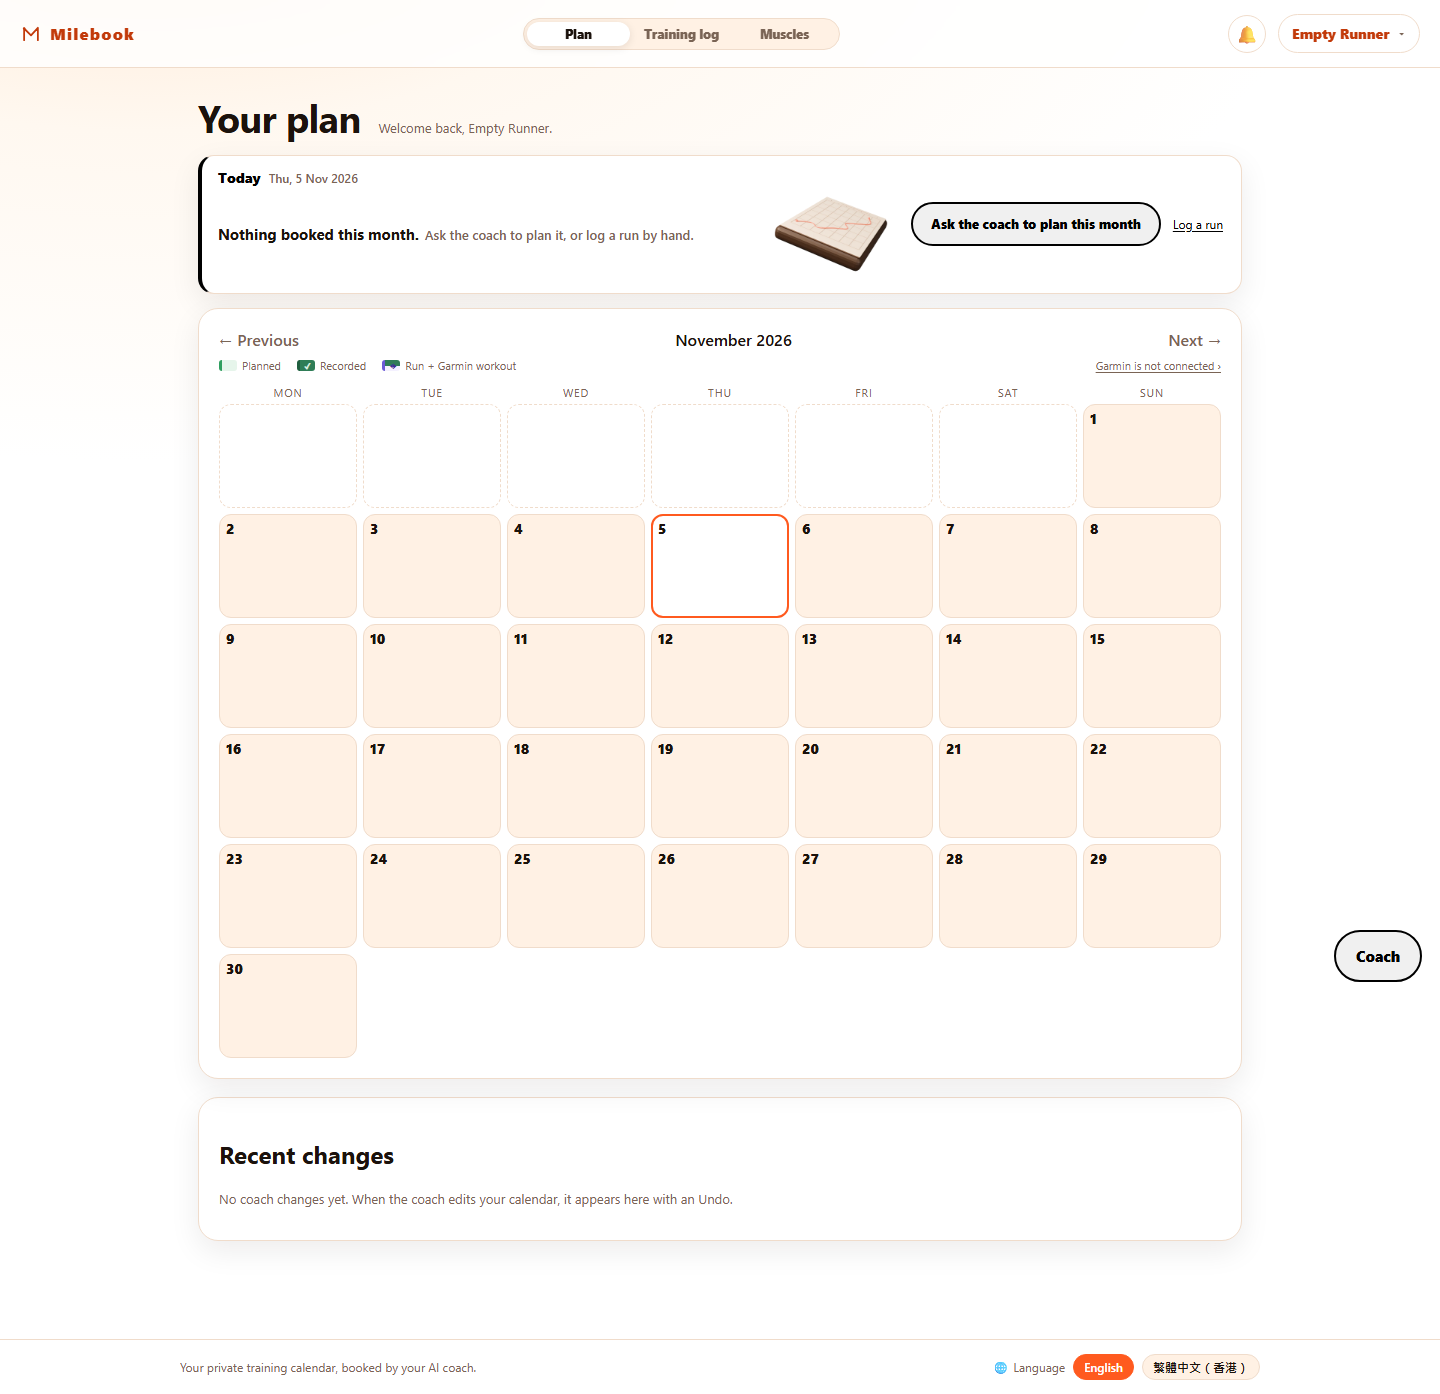 Milebook
Plan
Training log
Muscles
Empty Runner
Your plan
Welcome back, Empty Runner.
Today Thu, 5 Nov 2026
Nothing booked this month. Ask the coach to plan it, or log a run by hand.
Ask the coach to plan this month
Log a run
← Previous
November 2026
Next →
Planned
Recorded
Run + Garmin workout
Garmin is not connected ›
MON TUE WED THU FRI SAT SUN
1
2 3 4 5 6 7 8
9 10 11 12 13 14 15
16 17 18 19 20 21 22
23 24 25 26 27 28 29
30
Coach
Recent changes
No coach changes yet. When the coach edits your calendar, it appears here with an Undo.
Your private training calendar, booked by your AI coach.
Language
English
繁體中文（香港）